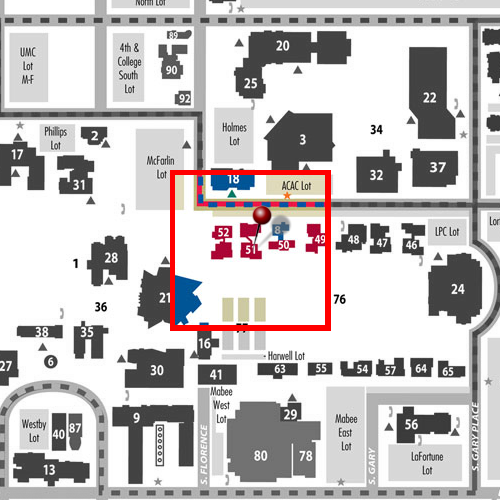 North Lot
UMC
Lot
M-F
4th &
College
South
Lot
89
90
92
20
25
22
Holmes
Lot
3
34
Phillips
Lot
2
17
31
McFarlin
Lot
18
ACAC Lot
32
37
52
51
8
50
49
48
47
46
LPC Lot
Lon
1
28
36
21
76
24
38
35
6
27
16
Harwell Lot
30
41
63
55
54
57
64
65
Mabee
West
Lot
29
9
Westby
Lot
40
87
13
S. FLORENCE
80
78
Mabee
East
Lot
S. GARY
56
LaFortune
Lot
S. GARY PLACE